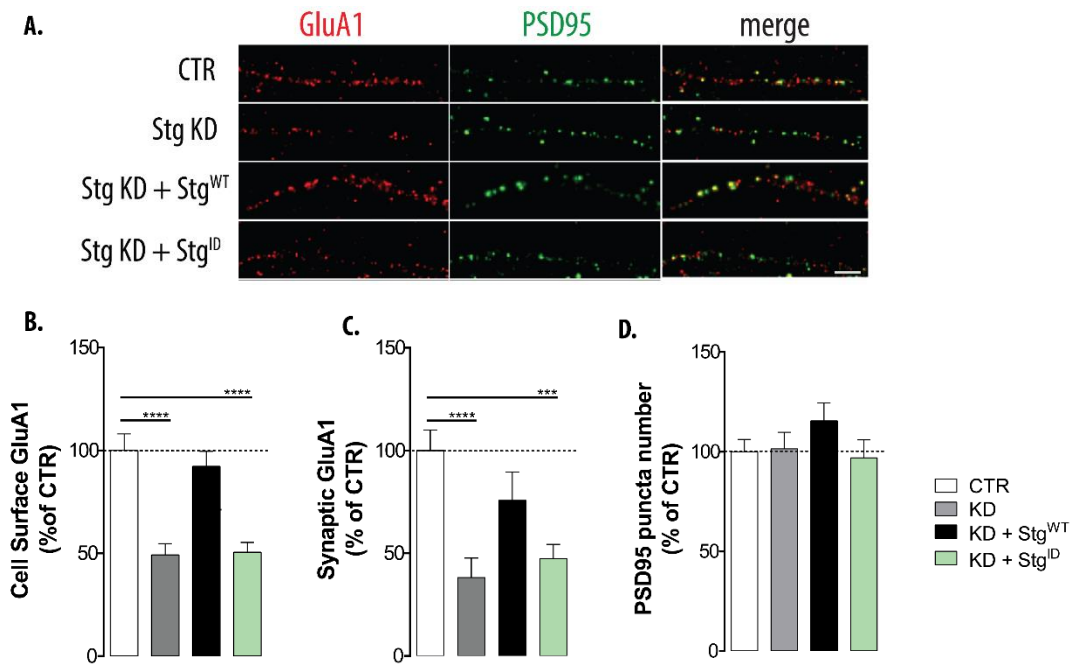 A.
GluA1 PSD95 merge
CTR
Stg KD
Stg KD + Stg^WT
Stg KD + Stg^ID
B.
Cell Surface GluA1
(%of CTR)
150
100
50
0
****
****
C.
Synaptic GluA1
(% of CTR)
150
100
50
0
***
****
D.
PSD95 puncta number
(% of CTR)
150
100
50
0
CTR
KD
KD + Stg^WT
KD + Stg^ID